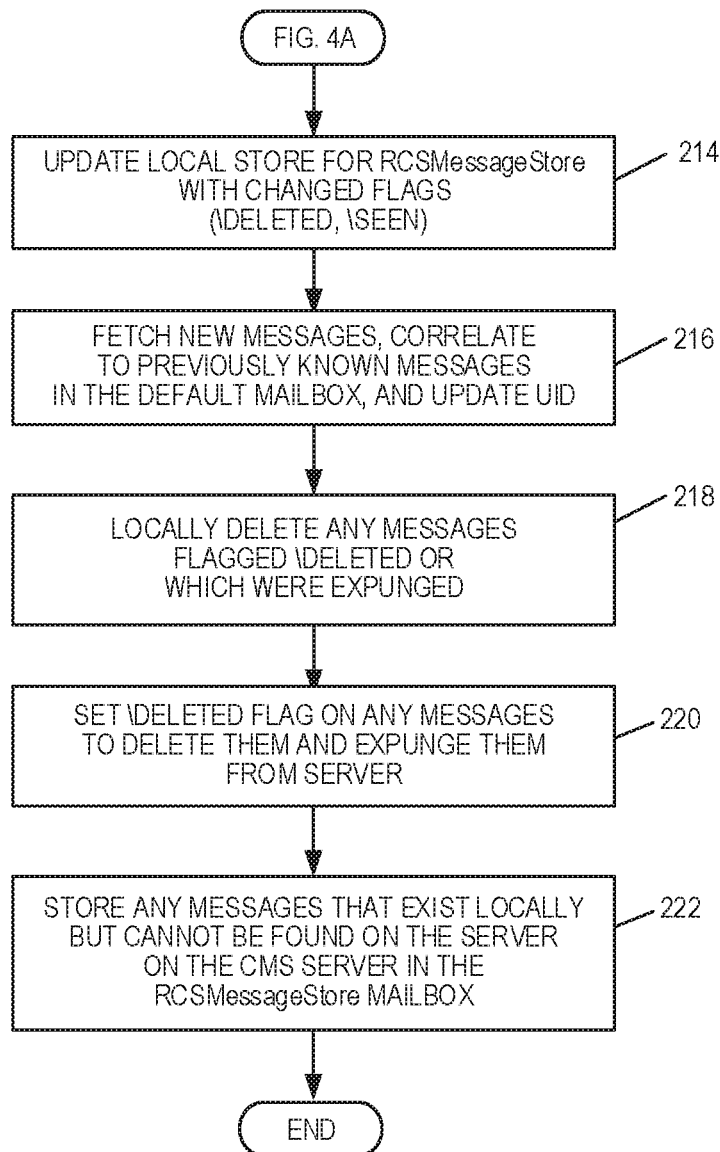 FIG. 4A
UPDATE LOCAL STORE FOR RCSMessageStore
WITH CHANGED FLAGS
(\DELETED, \SEEN)
214
FETCH NEW MESSAGES, CORRELATE
TO PREVIOUSLY KNOWN MESSAGES
IN THE DEFAULT MAILBOX, AND UPDATE UID
216
LOCALLY DELETE ANY MESSAGES
FLAGGED \DELETED OR
WHICH WERE EXPUNGED
218
SET \DELETED FLAG ON ANY MESSAGES
TO DELETE THEM AND EXPUNGE THEM
FROM SERVER
220
STORE ANY MESSAGES THAT EXIST LOCALLY
BUT CANNOT BE FOUND ON THE SERVER
ON THE CMS SERVER IN THE
RCSMessageStore MAILBOX
222
END